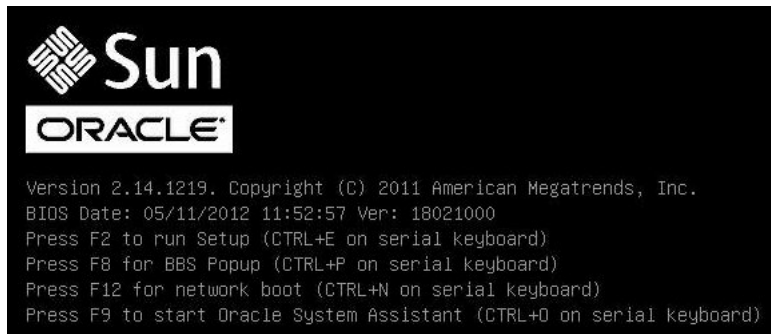 Sun
ORACLE
Version 2.14.1219. Copyright (C) 2011 American Megatrends, Inc.
BIOS Date: 05/11/2012 11:52:57 Ver: 18021000
Press F2 to run Setup (CTRL+E on serial keyboard)
Press F8 for BBS Popup (CTRL+P on serial keyboard)
Press F12 for network boot (CTRL+N on serial keyboard)
Press F9 to start Oracle System Assistant (CTRL+O on serial keyboard)